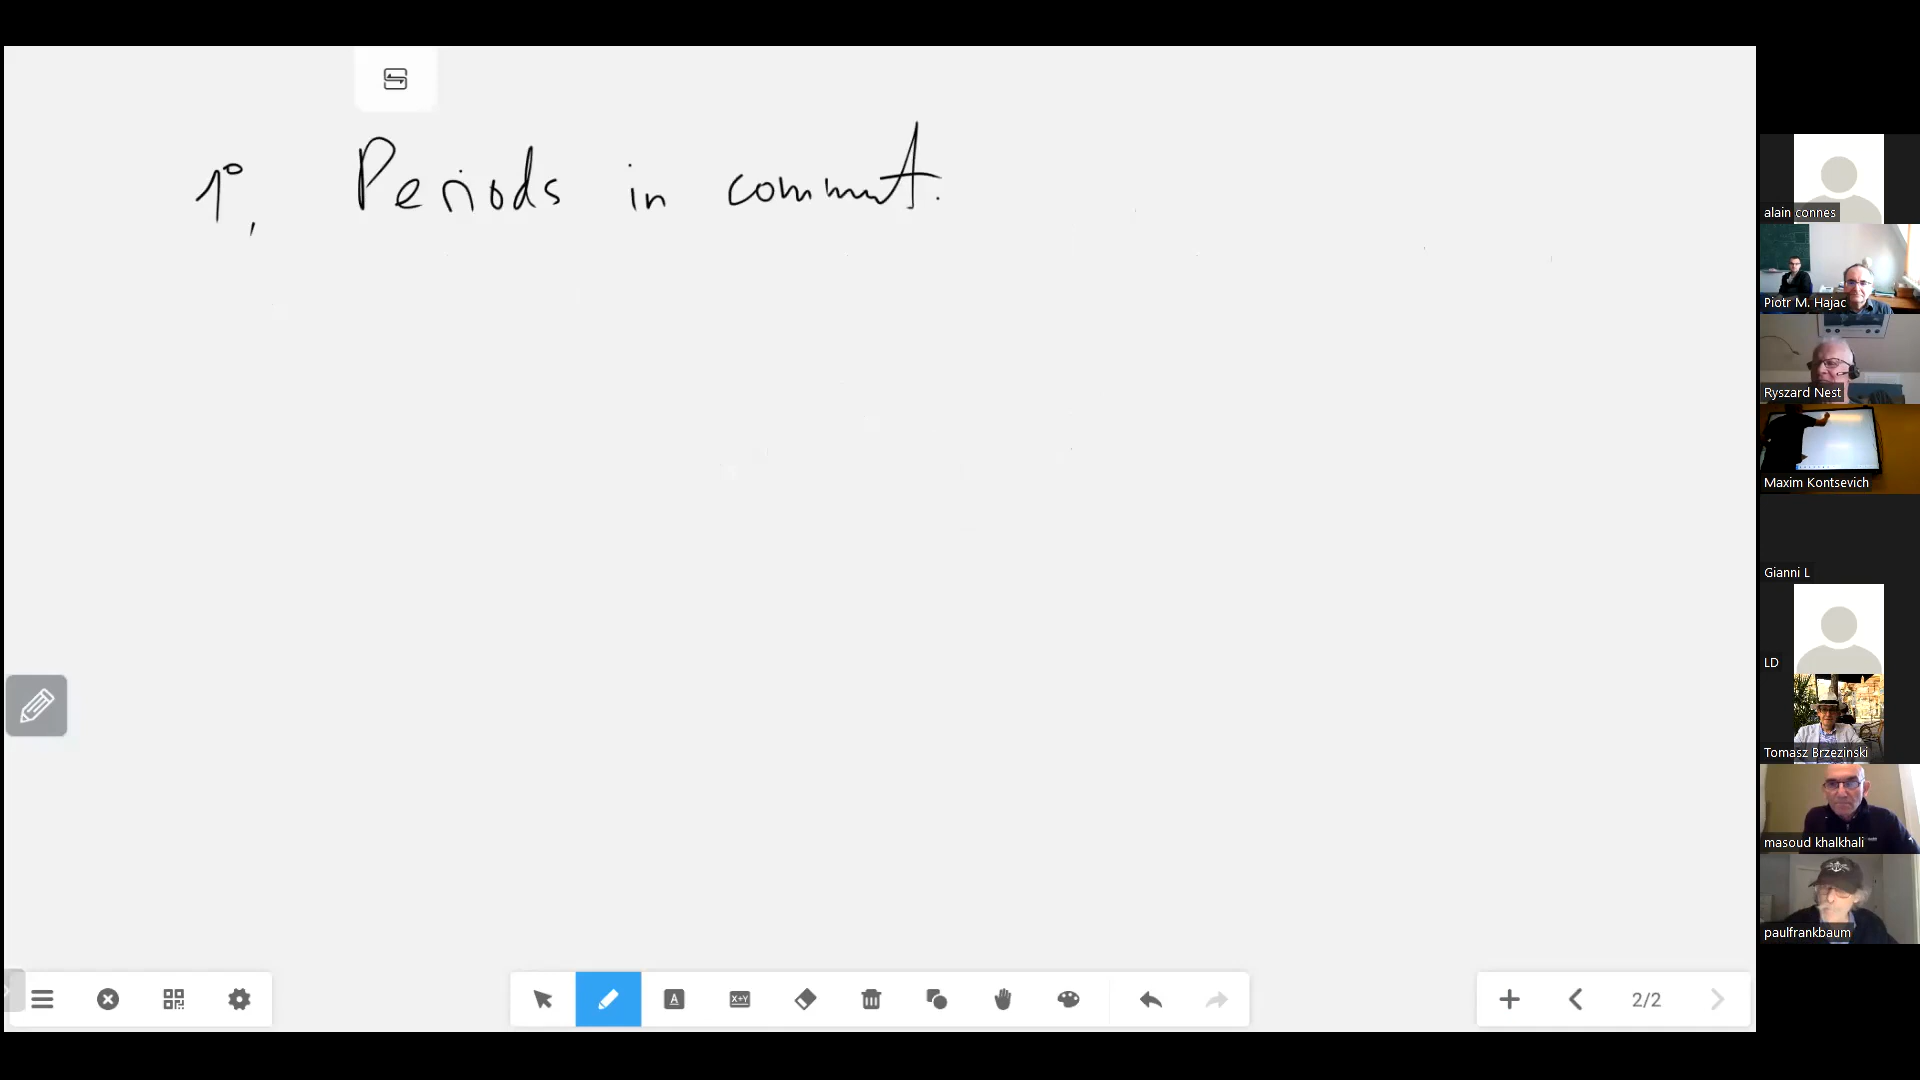 1°, Periods in commut.
alain connes
Piotr M. Hajac
Ryszard Nest
Maxim Kontsevich
Gianni L
LD
Tomasz Brzezinski
masoud khalkhali
paulfrankbaum
A
X+Y
2/2